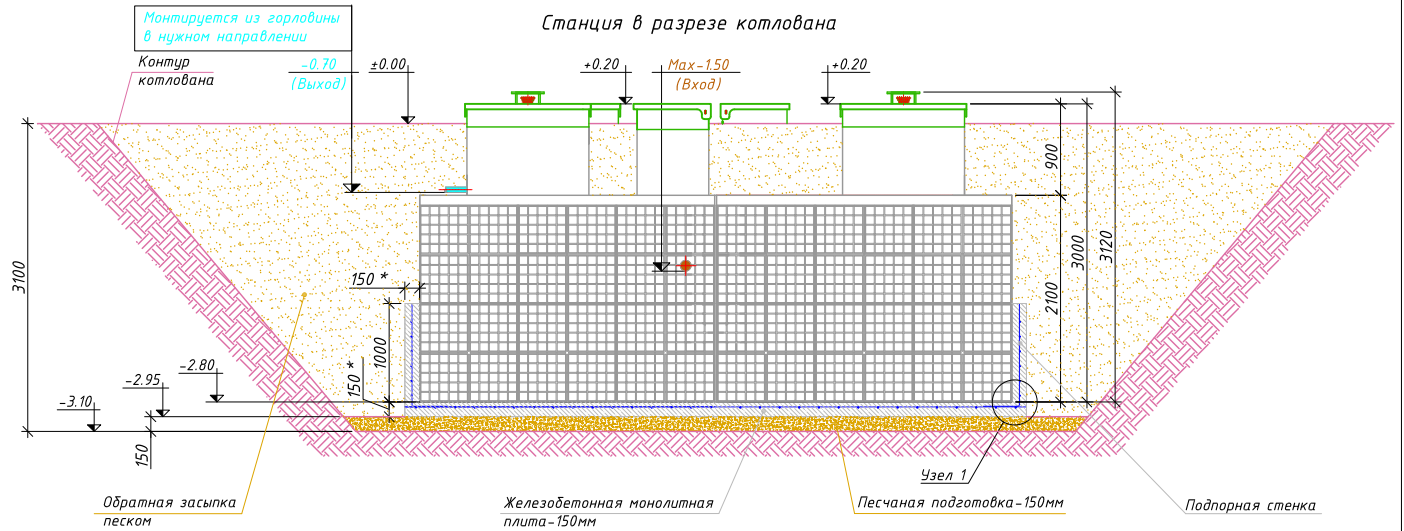 Станция в разрезе котлована
Монтируется из горловины
в нужном направлении
Контур
котлована
-0.70
(Выход)
±0.00
+0.20
Max-1.50
(Вход)
+0.20
900
3000
3120
2100
3100
150 *
1000
150 *
-2.80
-2.95
-3.10
150
Узел 1
Обратная засыпка
песком
Железобетонная монолитная
плита-150мм
Песчаная подготовка-150мм
Подпорная стенка